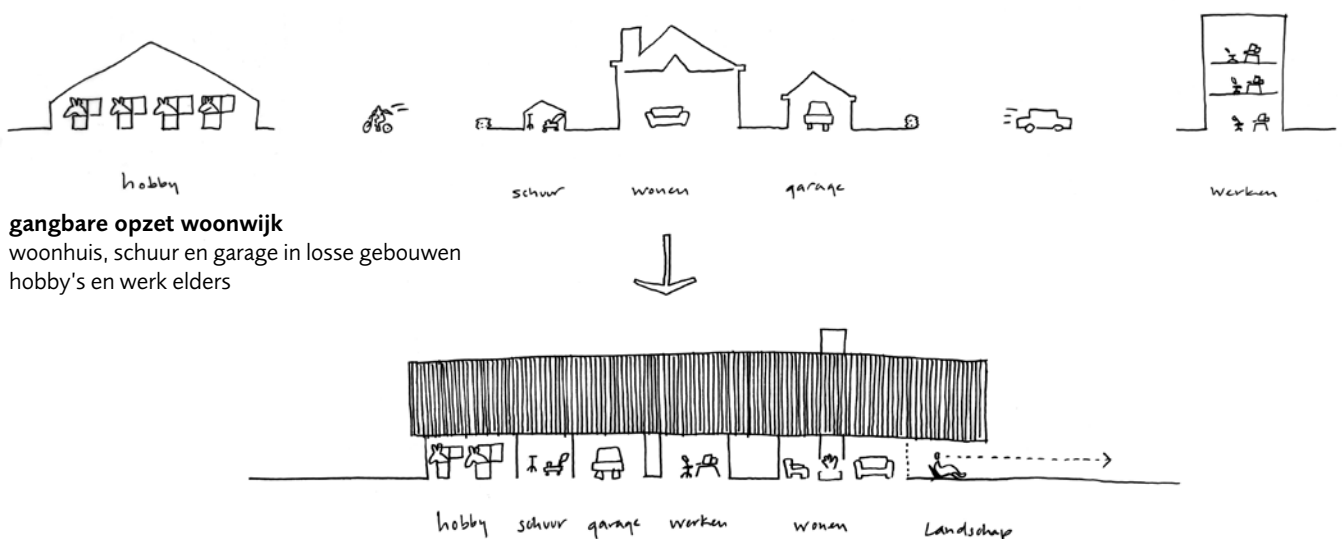 hobby
schuur wonen garage werken
gangbare opzet woonwijk
woonhuis, schuur en garage in losse gebouwen
hobby's en werk elders
hobby schuur garage werken wonen Landschap